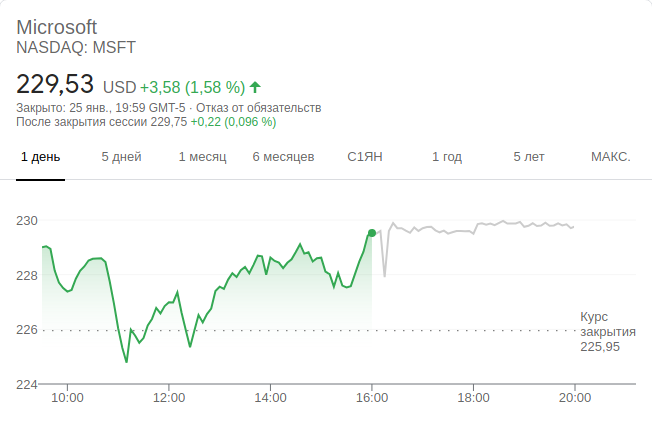 Microsoft
NASDAQ: MSFT
229,53 USD +3,58 (1,58 %)
Закрыто: 25 янв., 19:59 GMT-5 · Отказ от обязательств
После закрытия сессии 229,75 +0,22 (0,096 %)
1 день 5 дней 1 месяц 6 месяцев С1ЯН 1 год 5 лет МАКС.
230
228
226
Курс
закрытия
225,95
224
10:00 12:00 14:00 16:00 18:00 20:00